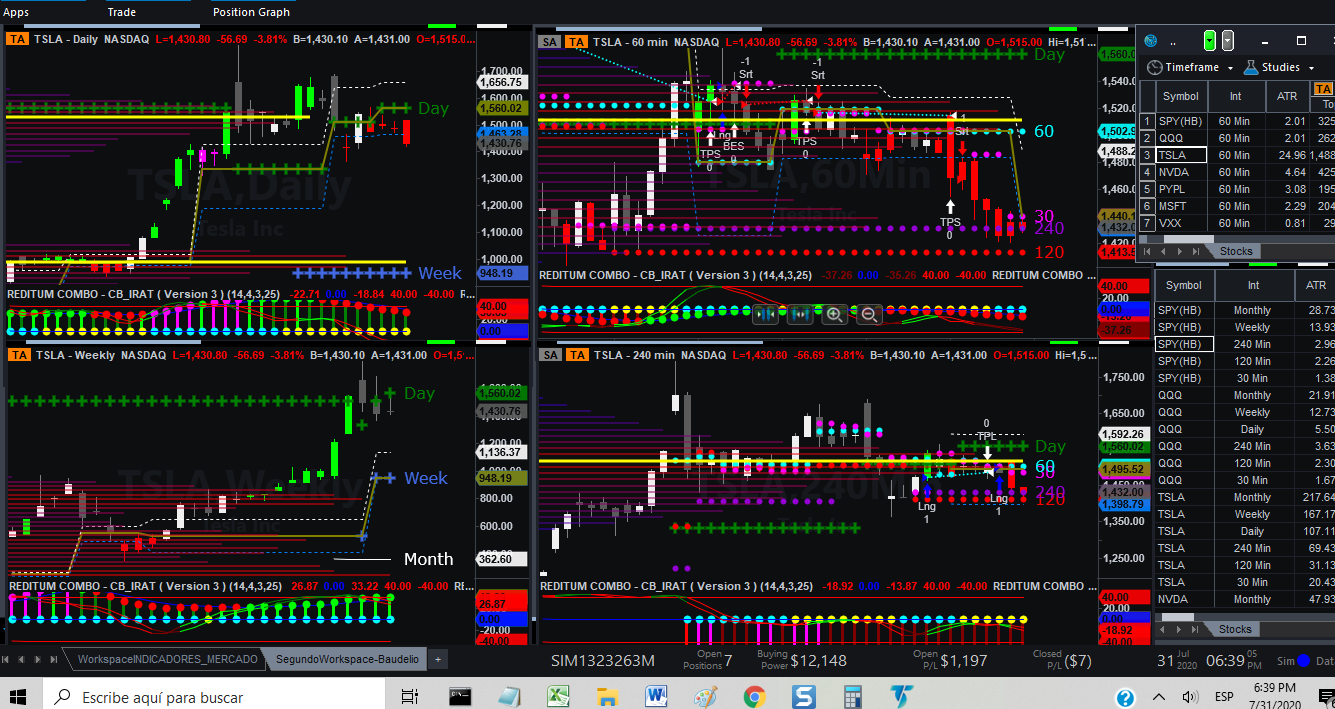 Apps Trade Position Graph
TA TSLA - Daily NASDAQ L=1,430.80 -56.69 -3.81% B=1,430.10 A=1,431.00 O=1,515.00...
1,700.00
1,656.75
1,600.00
1,560.02
1,500.00
1,463.28
1,430.76
1,400.00
1,300.00
1,200.00
1,100.00
1,000.00
948.19
Day
Week
TSLA,Daily
Tesla Inc
REDITUM COMBO - CB_IRAT ( Version 3 ) (14,4,3,25) -22.71 0.00 -18.84 40.00 -40.00 R...
40.00
0.00
TA TSLA - Weekly NASDAQ L=1,430.80 -56.69 -3.81% B=1,430.10 A=1,431.00 O=1,5...
1,560.02
1,430.76
1,200.00
1,136.37
948.19
800.00
600.00
362.60
Day
Week
Month
REDITUM COMBO - CB_IRAT ( Version 3 ) (14,4,3,25) 26.87 0.00 33.22 40.00 -40.00 RE...
26.87
0.00
-20.00
SA TA TSLA - 60 min NASDAQ L=1,430.80 -56.69 -3.81% B=1,430.10 A=1,431.00 O=1,515.00 Hi=1,51...
1,560.0
1,540.
1,520.
1,502.9
1,488.2
1,480.
1,460.
1,440.1
1,432.0
1,420.
1,413.5
Day
60
30
240
120
-1
Srt
-1
Srt
Srt
Lng
BES
0
TPS
0
TPS
0
TPS
0
TSLA,60Min
Tesla Inc
REDITUM COMBO - CB_IRAT ( Version 3 ) (14,4,3,25) -37.26 0.00 -35.26 40.00 -40.00 REDITUM COMBO ...
40.00
20.00
0.00
-37.26
SA TA TSLA - 240 min NASDAQ L=1,430.80 -56.69 -3.81% B=1,430.10 A=1,431.00 O=1,515.00 Hi=1,5...
1,750.00
1,650.00
1,592.26
1,560.02
1,495.52
1,432.00
1,398.79
1,350.00
1,250.00
Day
60
30
240
120
0
TPL
Lng
1
Lng
1
TSLA,240Min
REDITUM COMBO - CB_IRAT ( Version 3 ) (14,4,3,25) -18.92 0.00 -13.87 40.00 -40.00 REDITUM COMBO ...
40.00
20.00
0.00
-18.92
-40.00
..
Timeframe Studies
Symbol Int ATR TA To
1 SPY(HB) 60 Min 2.01 325
2 QQQ 60 Min 2.01 262
3 TSLA 60 Min 24.96 1,488
4 NVDA 60 Min 4.64 425
5 PYPL 60 Min 3.08 195
6 MSFT 60 Min 2.29 204
7 VXX 60 Min 0.81 29
Stocks
Symbol Int ATR
SPY(HB) Monthly 28.73
SPY(HB) Weekly 13.93
SPY(HB) 240 Min 2.96
SPY(HB) 120 Min 2.26
SPY(HB) 30 Min 1.38
QQQ Monthly 21.91
QQQ Weekly 12.73
QQQ Daily 5.50
QQQ 240 Min 3.63
QQQ 120 Min 2.30
QQQ 30 Min 1.67
TSLA Monthly 217.64
TSLA Weekly 167.17
TSLA Daily 107.11
TSLA 240 Min 69.43
TSLA 120 Min 31.13
TSLA 30 Min 20.43
NVDA Monthly 47.93
Stocks
WorkspaceINDICADORES_MERCADO SegundoWorkspace-Baudelio +
SIM1323263M Open Positions 7 Buying Power $12,148 Open P/L $1,197 Closed P/L ($7)
31 Jul 2020 06:39 05 PM Sim Data
Escribe aquí para buscar
ESP
6:39 PM
7/31/2020